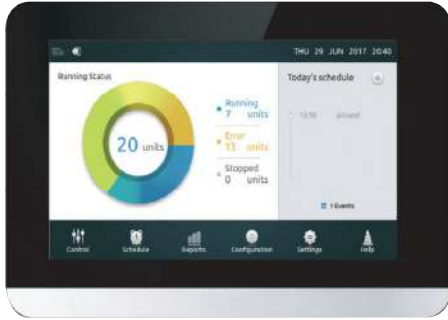 THU 29 JUN 2017 20:40
Running Status
Today's schedule
20 units
Running
7 units
Error
13 units
Stopped
0 units
1 Events
Control
Schedule
Reports
Configuration
Settings
Help